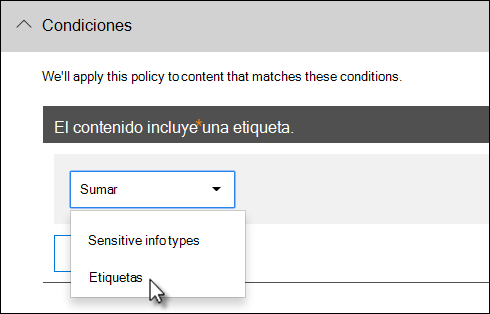 Condiciones
We'll apply this policy to content that matches these conditions.
El contenido incluye*una etiqueta.
Sumar
Sensitive info types
Etiquetas